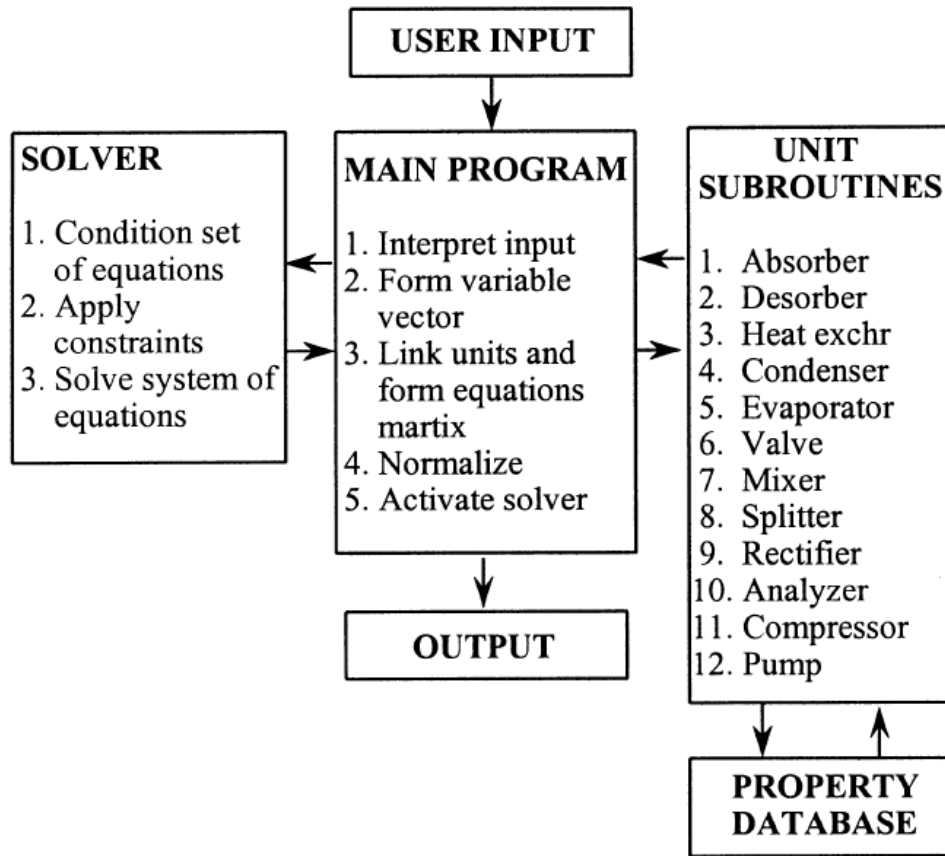 USER INPUT
SOLVER
1. Condition set
of equations
2. Apply
constraints
3. Solve system of
equations
MAIN PROGRAM
1. Interpret input
2. Form variable
vector
3. Link units and
form equations
martix
4. Normalize
5. Activate solver
UNIT
SUBROUTINES
1. Absorber
2. Desorber
3. Heat exchr
4. Condenser
5. Evaporator
6. Valve
7. Mixer
8. Splitter
9. Rectifier
10. Analyzer
11. Compressor
12. Pump
OUTPUT
PROPERTY
DATABASE